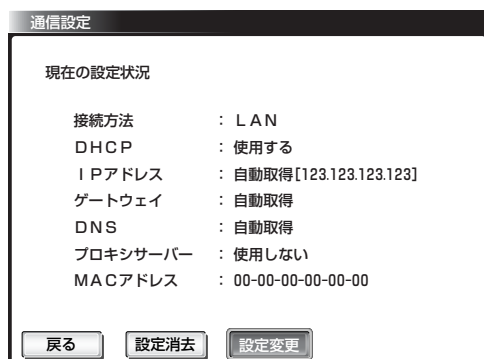 通信設定
現在の設定状況
接続方法 : LAN
DHCP : 使用する
IPアドレス : 自動取得[123.123.123.123]
ゲートウェイ : 自動取得
DNS : 自動取得
プロキシサーバー : 使用しない
MACアドレス : 00-00-00-00-00-00
戻る 設定消去 設定変更